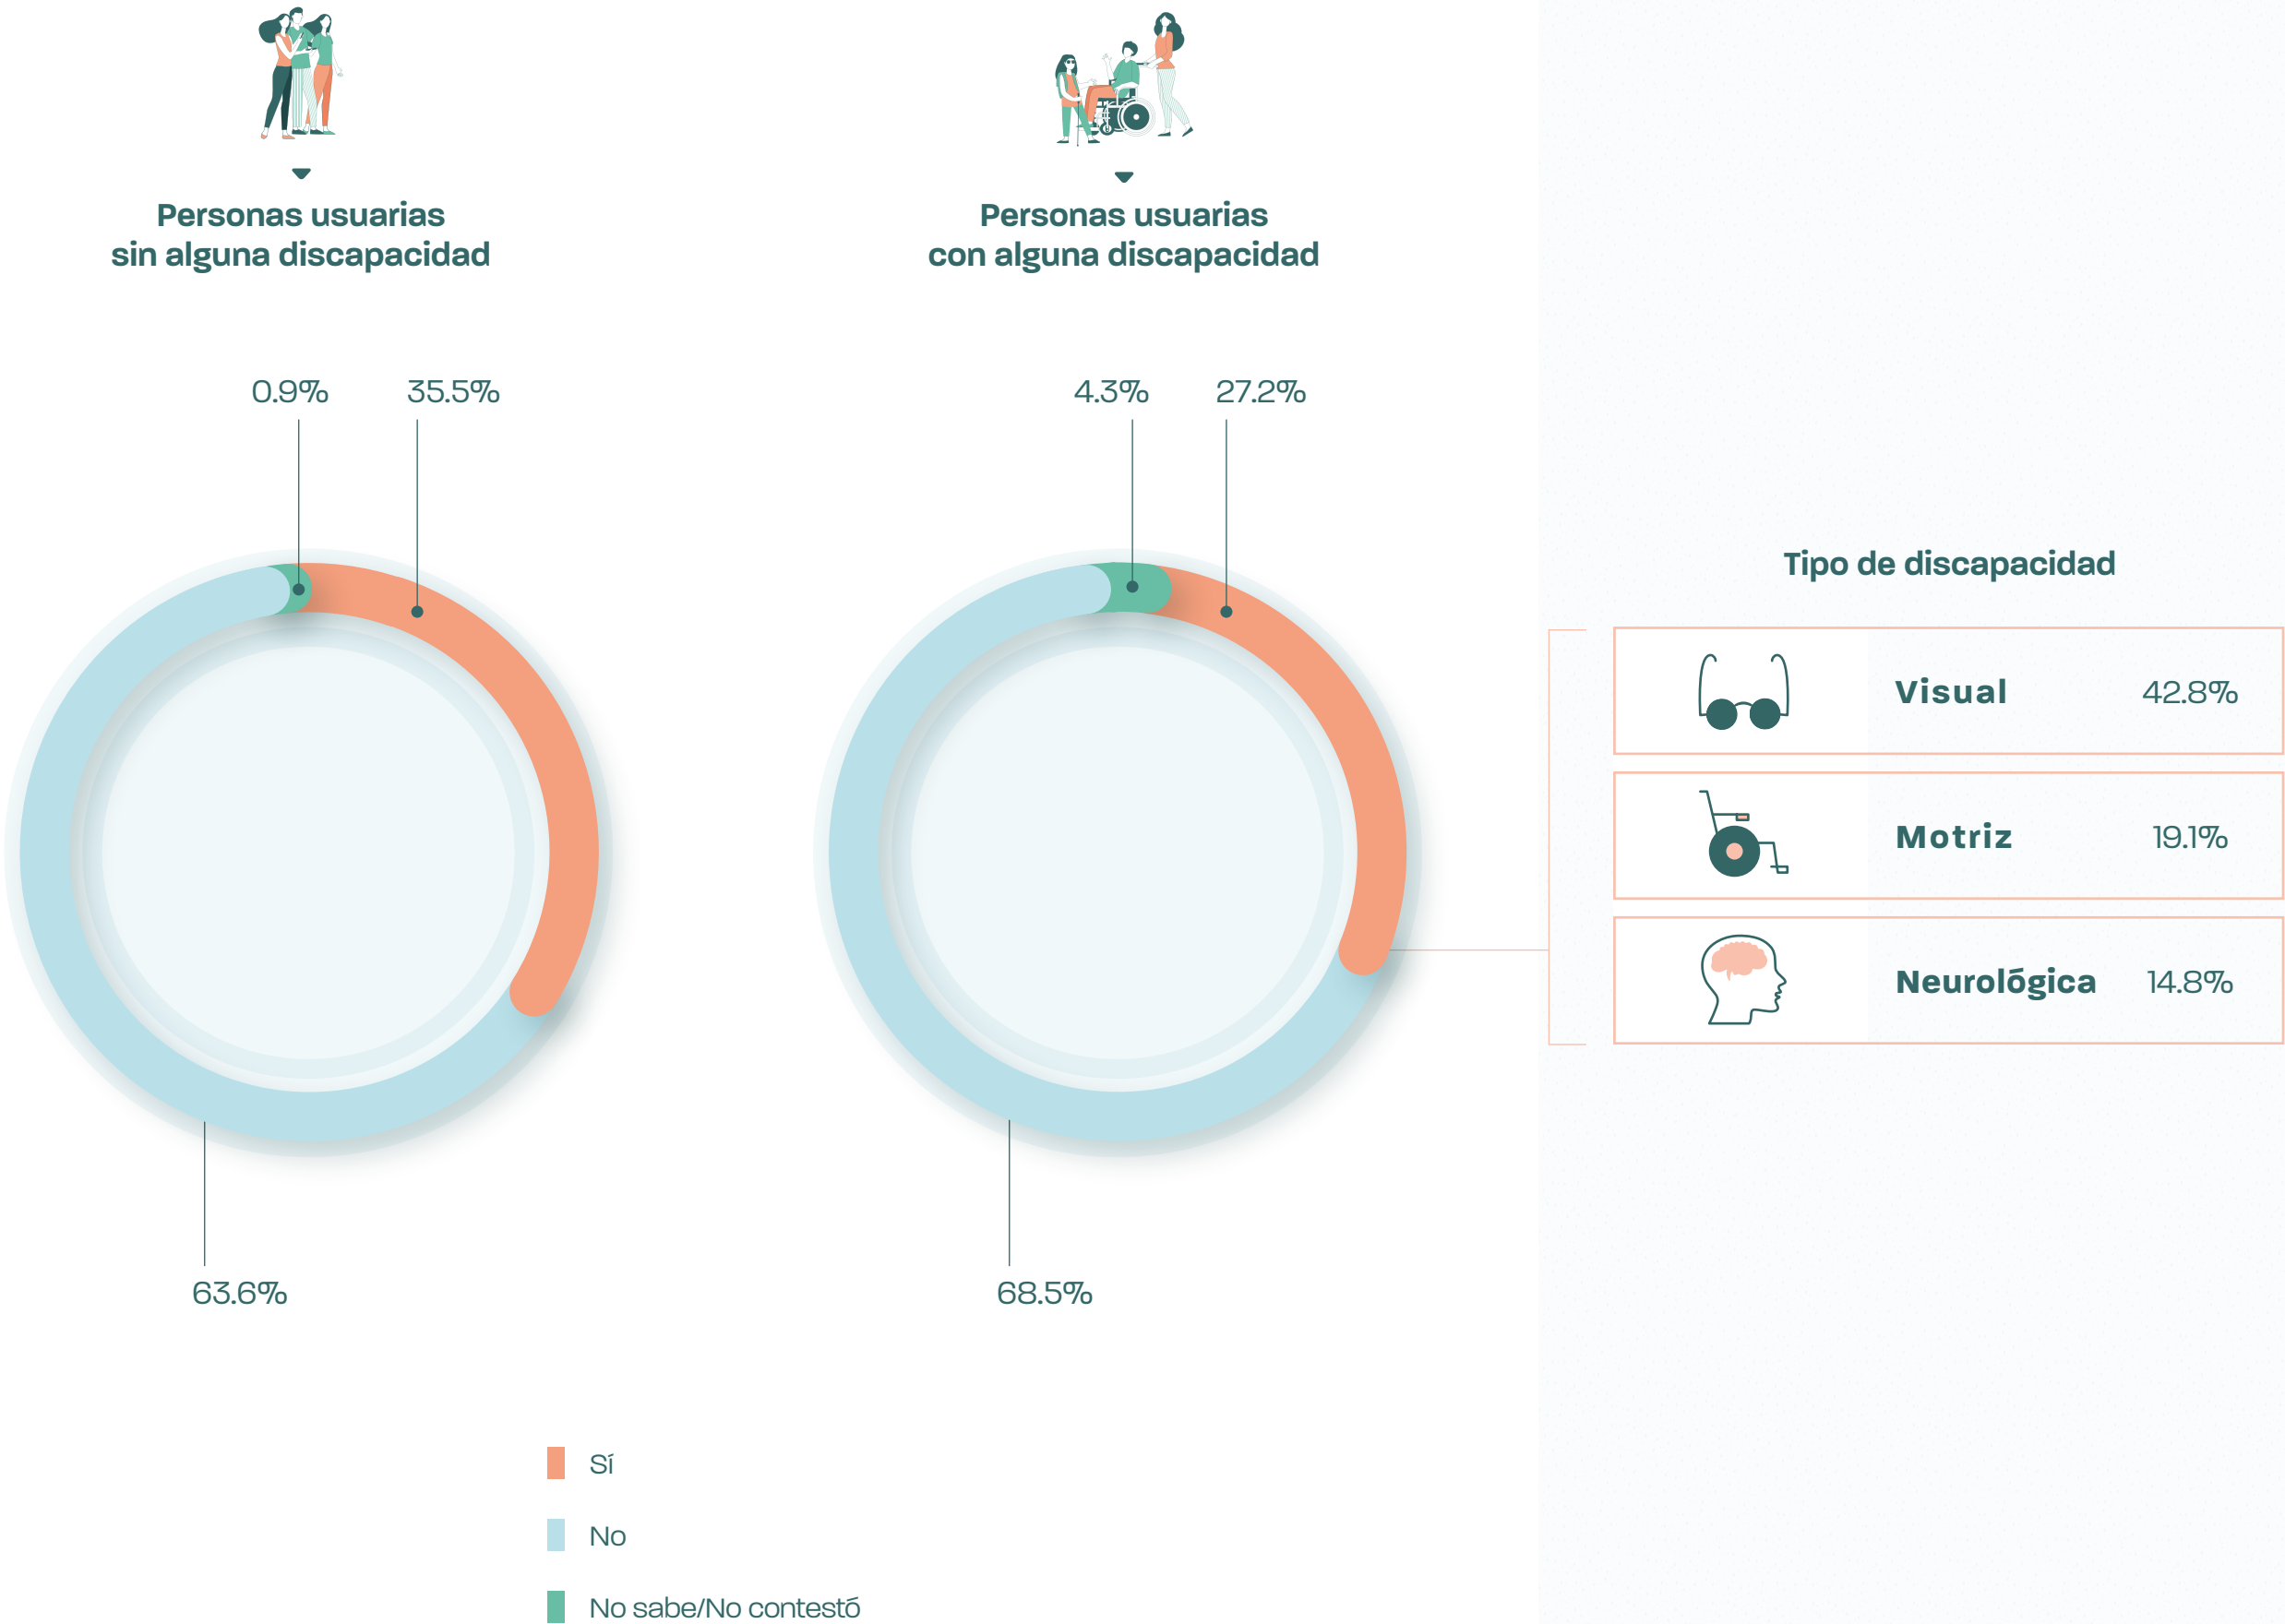 Personas usuarias
sin alguna discapacidad
Personas usuarias
con alguna discapacidad
0.9%
35.5%
4.3%
27.2%
63.6%
68.5%
Tipo de discapacidad
Visual 42.8%
Motriz 19.1%
Neurológica 14.8%
Sí
No
No sabe/No contestó